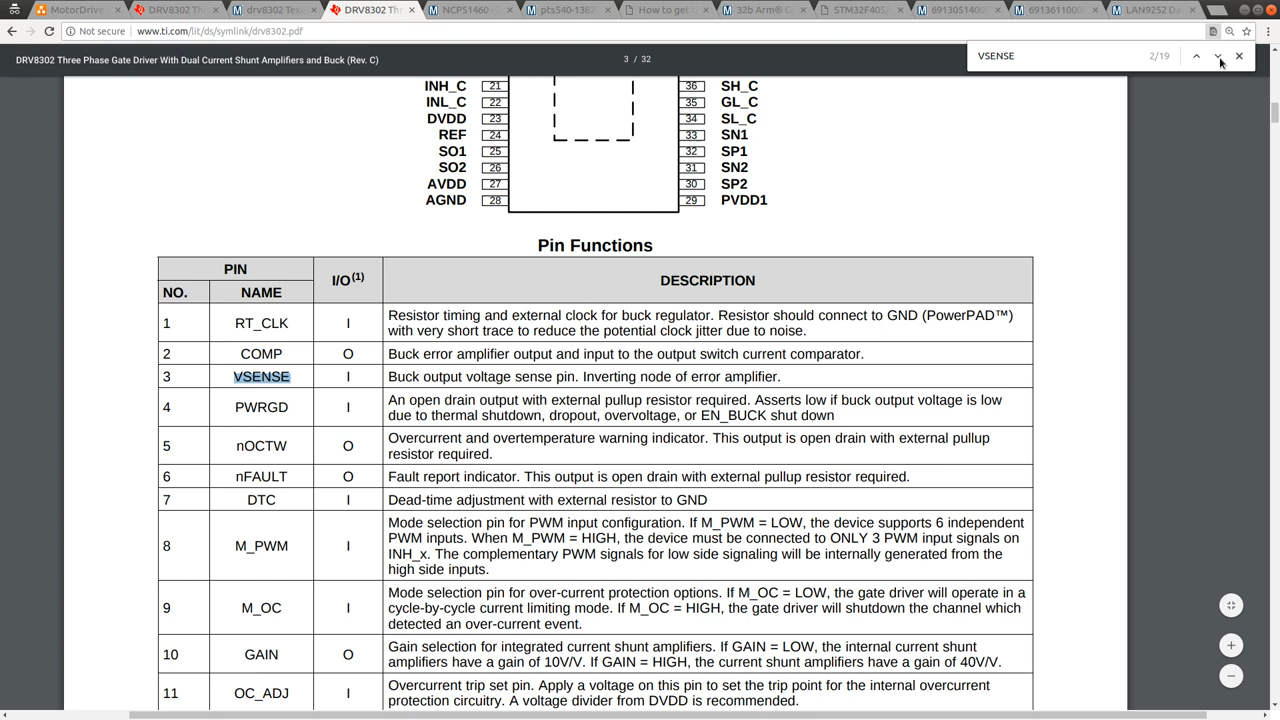 MotorDrive
DRV8302 Thre
drv8302 Texa
DRV8302 Thr
NCP51460 -
pts540-1382
How to get
32b Arm® C
STM32F405
6913051400
6913611000
LAN9252 Da
Not secure
www.ti.com/lit/ds/symlink/drv8302.pdf
DRV8302 Three Phase Gate Driver With Dual Current Shunt Amplifiers and Buck (Rev. C)
3 / 32
VSENSE
2/19
INH_C 21 36 SH_C
INL_C 22 35 GL_C
DVDD 23 34 SL_C
REF 24 33 SN1
SO1 25 32 SP1
SO2 26 31 SN2
AVDD 27 30 SP2
AGND 28 29 PVDD1
Pin Functions
PIN
I/O(1)
DESCRIPTION
NO. NAME
1 RT_CLK I Resistor timing and external clock for buck regulator. Resistor should connect to GND (PowerPAD™)
with very short trace to reduce the potential clock jitter due to noise.
2 COMP O Buck error amplifier output and input to the output switch current comparator.
3 VSENSE I Buck output voltage sense pin. Inverting node of error amplifier.
4 PWRGD I An open drain output with external pullup resistor required. Asserts low if buck output voltage is low
due to thermal shutdown, dropout, overvoltage, or EN_BUCK shut down
5 nOCTW O Overcurrent and overtemperature warning indicator. This output is open drain with external pullup
resistor required.
6 nFAULT O Fault report indicator. This output is open drain with external pullup resistor required.
7 DTC I Dead-time adjustment with external resistor to GND
8 M_PWM I Mode selection pin for PWM input configuration. If M_PWM = LOW, the device supports 6 independent
PWM inputs. When M_PWM = HIGH, the device must be connected to ONLY 3 PWM input signals on
INH_x. The complementary PWM signals for low side signaling will be internally generated from the
high side inputs.
9 M_OC I Mode selection pin for over-current protection options. If M_OC = LOW, the gate driver will operate in a
cycle-by-cycle current limiting mode. If M_OC = HIGH, the gate driver will shutdown the channel which
detected an over-current event.
10 GAIN O Gain selection for integrated current shunt amplifiers. If GAIN = LOW, the internal current shunt
amplifiers have a gain of 10V/V. If GAIN = HIGH, the current shunt amplifiers have a gain of 40V/V.
11 OC_ADJ I Overcurrent trip set pin. Apply a voltage on this pin to set the trip point for the internal overcurrent
protection circuitry. A voltage divider from DVDD is recommended.